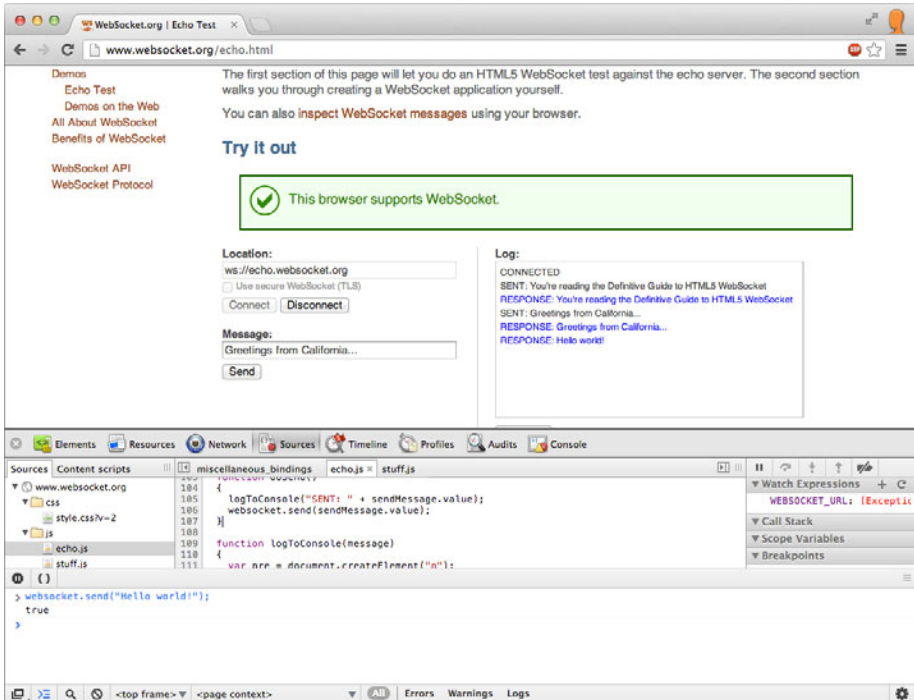 WebSocket.org | Echo Test
www.websocket.org/echo.html
Demos
Echo Test
Demos on the Web
All About WebSocket
Benefits of WebSocket
WebSocket API
WebSocket Protocol
The first section of this page will let you do an HTML5 WebSocket test against the echo server. The second section
walks you through creating a WebSocket application yourself.
You can also inspect WebSocket messages using your browser.
Try it out
This browser supports WebSocket.
Location:
ws://echo.websocket.org
Use secure WebSocket (TLS)
Connect Disconnect
Message:
Greetings from California...
Send
Log:
CONNECTED
SENT: You're reading the Definitive Guide to HTML5 WebSocket
RESPONSE: You're reading the Definitive Guide to HTML5 WebSocket
SENT: Greetings from California...
RESPONSE: Greetings from California...
RESPONSE: Hello world!
Elements Resources Network Sources Timeline Profiles Audits Console
Sources Content scripts
www.websocket.org
css
style.css?v=2
js
echo.js
stuff.js
miscellaneous_bindings echo.js × stuff.js
103 function doSend()
104 {
105 logToConsole("SENT: " + sendMessage.value);
106 websocket.send(sendMessage.value);
107 }
108
109 function logToConsole(message)
110 {
111 var pre = document.createElement("p");
Watch Expressions + C
WEBSOCKET_URL: [Exceptic
Call Stack
Scope Variables
Breakpoints
> websocket.send("Hello world!");
true
>
<top frame> <page context> All Errors Warnings Logs